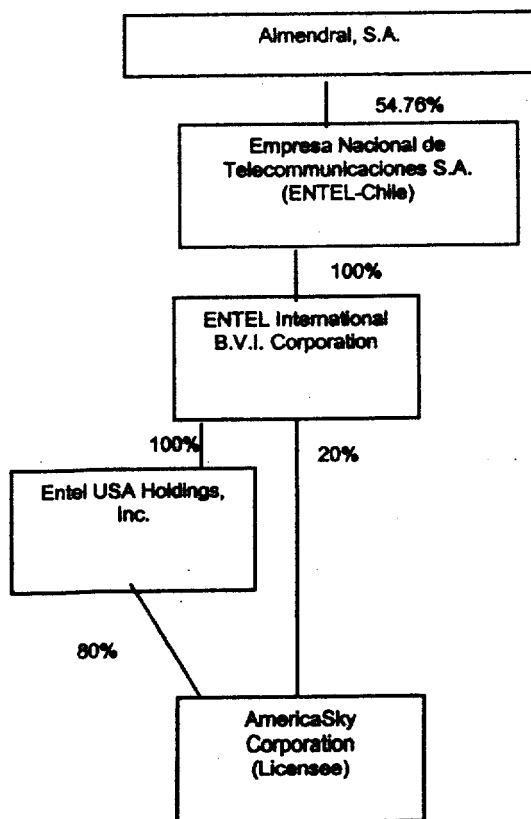 Almendral, S.A.
54.76%
Empresa Nacional de
Telecommunicaciones S.A.
(ENTEL-Chile)
100%
ENTEL International
B.V.I. Corporation
100%
20%
Entel USA Holdings,
Inc.
80%
AmericaSky
Corporation
(Licensee)